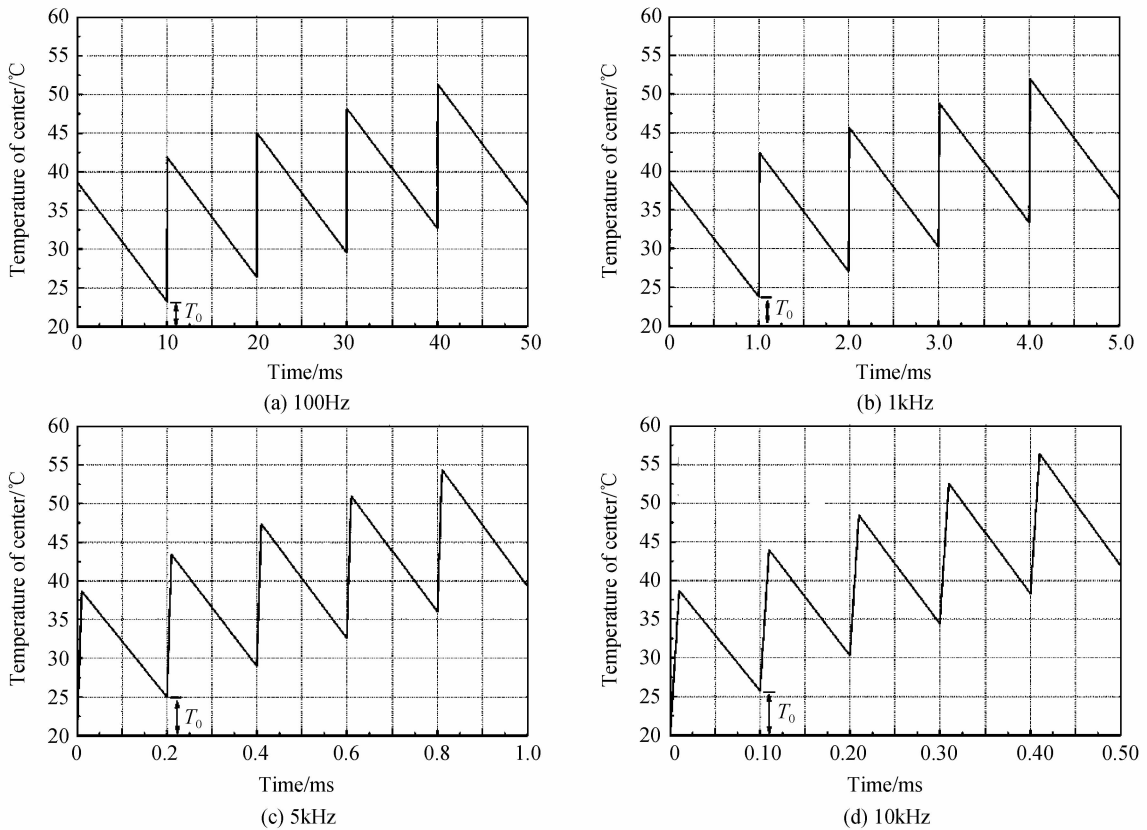 60
55
50
45
40
35
30
25
20
Temperature of center/℃
T₀
0 10 20 30 40 50
Time/ms
(a) 100Hz
60
55
50
45
40
35
30
25
20
Temperature of center/℃
T₀
0 1.0 2.0 3.0 4.0 5.0
Time/ms
(b) 1kHz
60
55
50
45
40
35
30
25
20
Temperature of center/℃
T₀
0 0.2 0.4 0.6 0.8 1.0
Time/ms
(c) 5kHz
60
55
50
45
40
35
30
25
20
Temperature of center/℃
T₀
0 0.10 0.20 0.30 0.40 0.50
Time/ms
(d) 10kHz